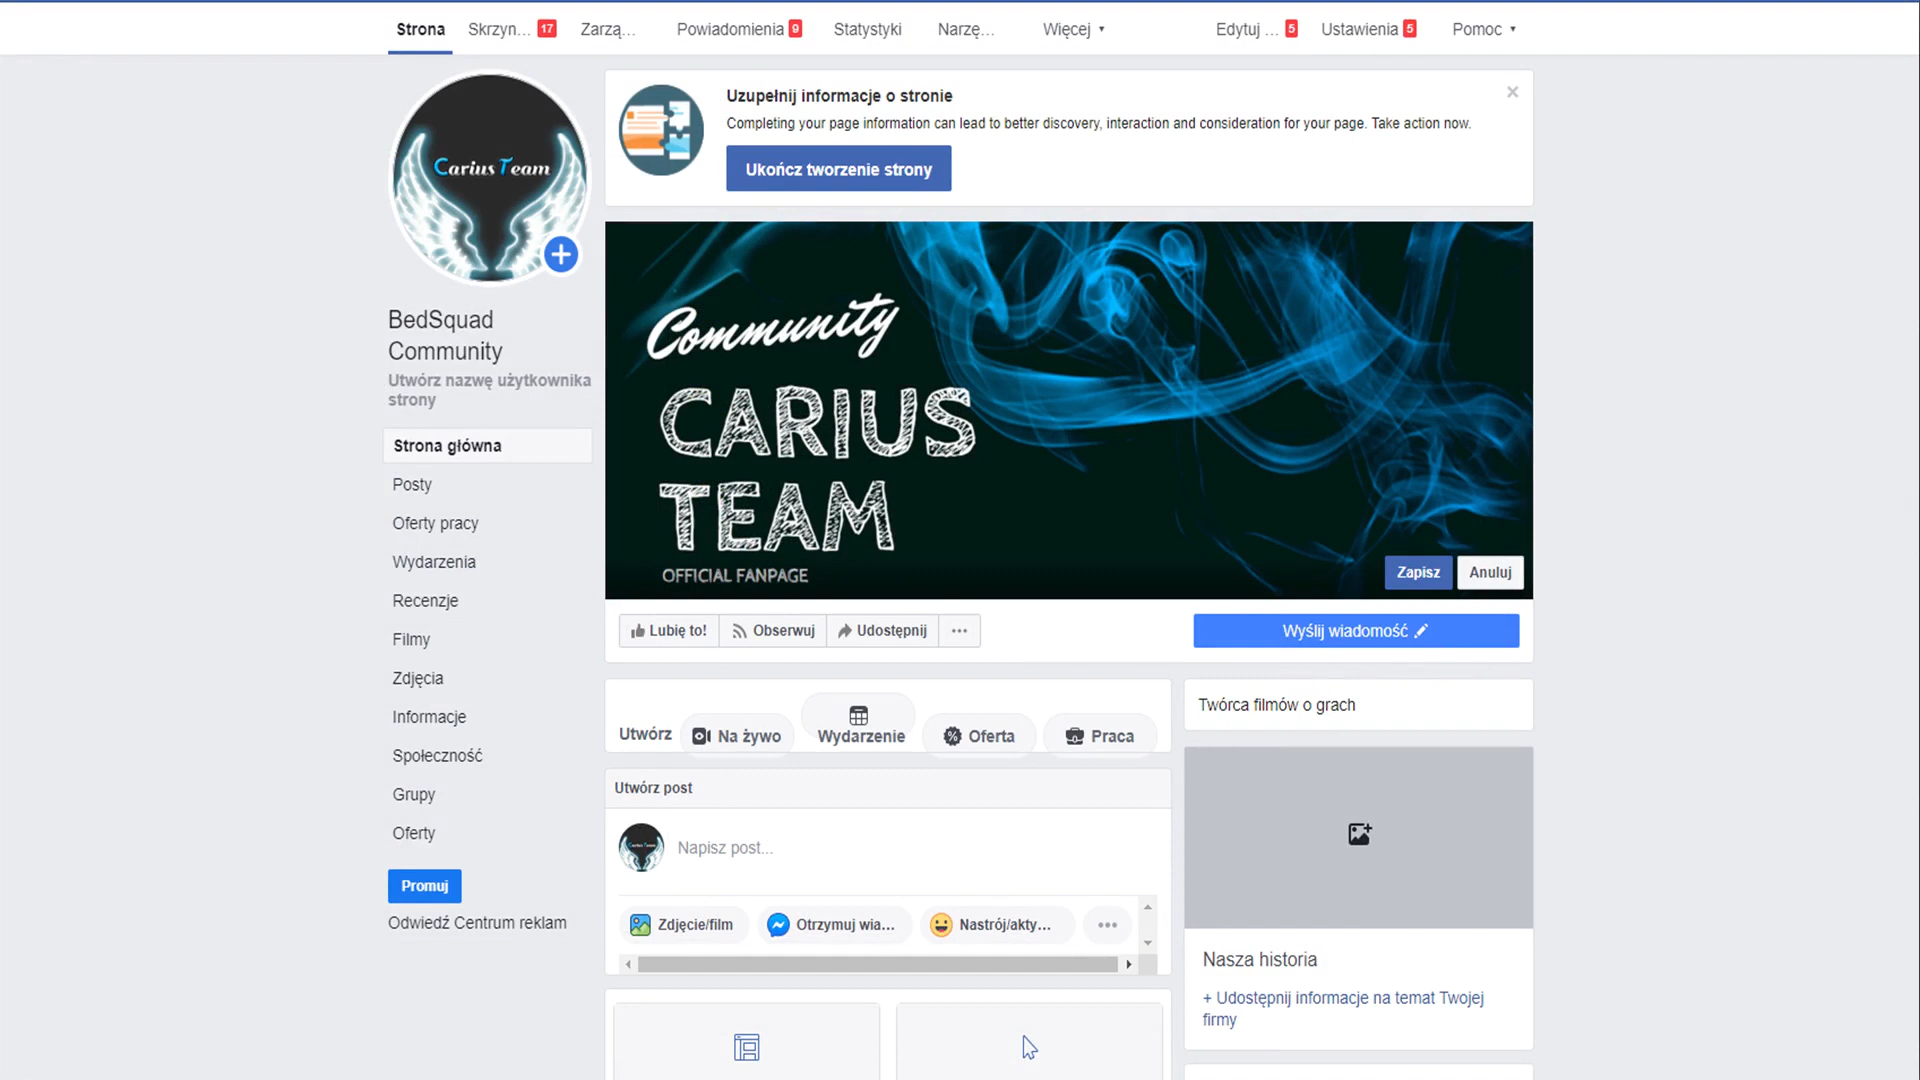 Strona Skrzyn... 17 Zarzą... Powiadomienia 9 Statystyki Narzę... Więcej Edytuj ... 5 Ustawienia 5 Pomoc
Carius Team
BedSquad
Community
Utwórz nazwę użytkownika
strony
Strona główna
Posty
Oferty pracy
Wydarzenia
Recenzje
Filmy
Zdjęcia
Informacje
Społeczność
Grupy
Oferty
Promuj
Odwiedź Centrum reklam
Uzupełnij informacje o stronie
Completing your page information can lead to better discovery, interaction and consideration for your page. Take action now.
Ukończ tworzenie strony
Community
CARIUS
TEAM
OFFICIAL FANPAGE
Zapisz Anuluj
Lubię to! Obserwuj Udostępnij ...
Wyślij wiadomość
Utwórz Na żywo Wydarzenie Oferta Praca
Utwórz post
Carius Team
Napisz post...
Zdjęcie/film Otrzymuj wia... Nastrój/akty... ...
Twórca filmów o grach
Nasza historia
+ Udostępnij informacje na temat Twojej
firmy